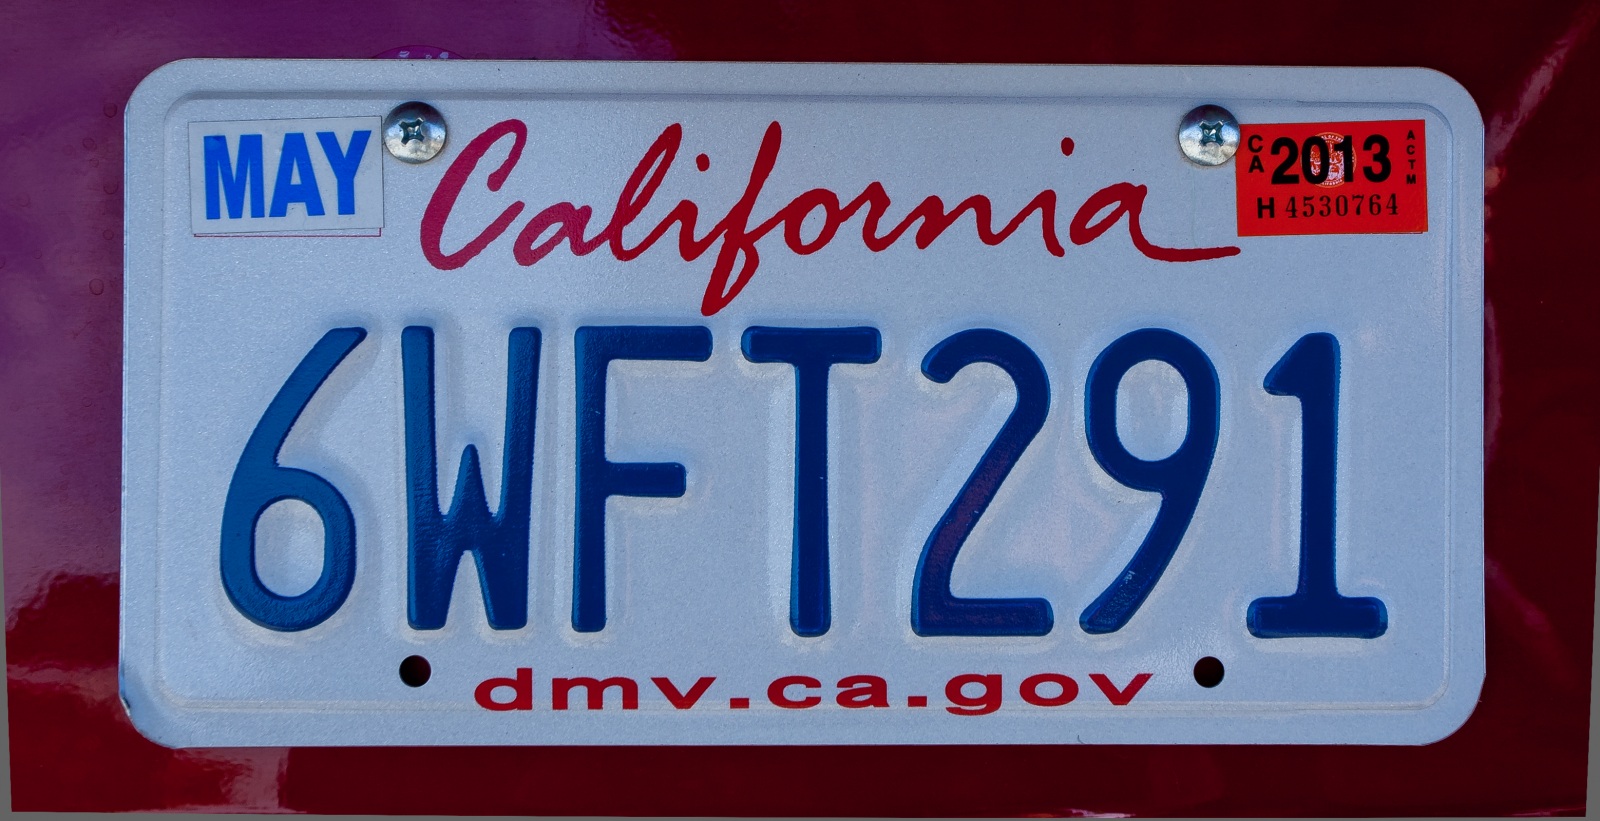 MAY
California
CA 2013 ACTM
H 4530764
6WFT291
dmv.ca.gov